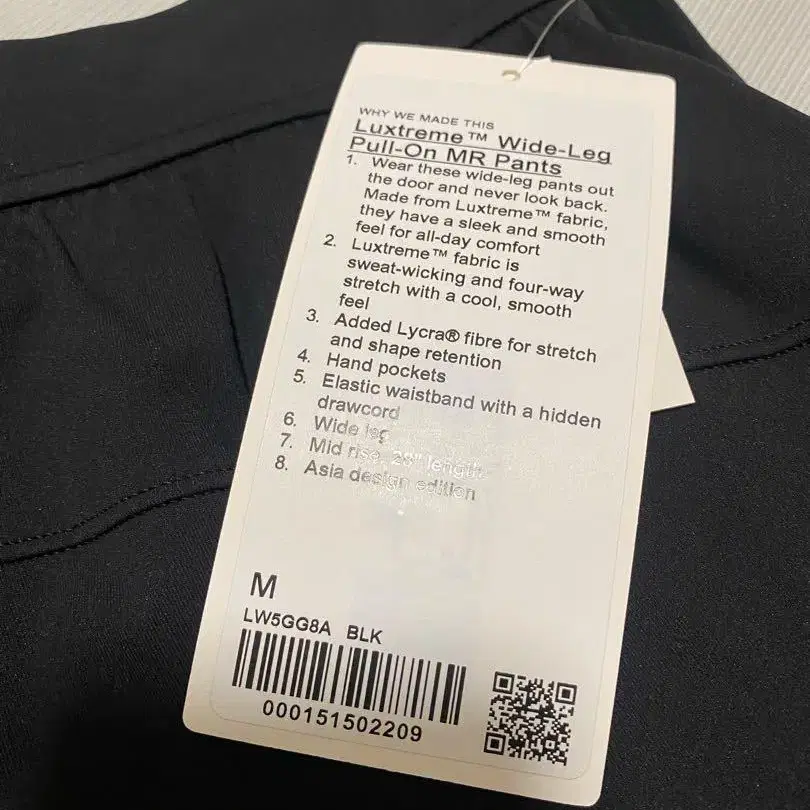 WHY WE MADE THIS
Luxtreme™ Wide-Leg
Pull-On MR Pants
1. Wear these wide-leg pants out
the door and never look back.
Made from Luxtreme™ fabric,
they have a sleek and smooth
feel for all-day comfort
2. Luxtreme™ fabric is
sweat-wicking and four-way
stretch with a cool, smooth
feel
3. Added Lycra® fibre for stretch
and shape retention
4. Hand pockets
5. Elastic waistband with a hidden
drawcord
6. Wide leg
7. Mid rise, length
8. Asia design edition
M
LW5GG8A BLK
000151502209